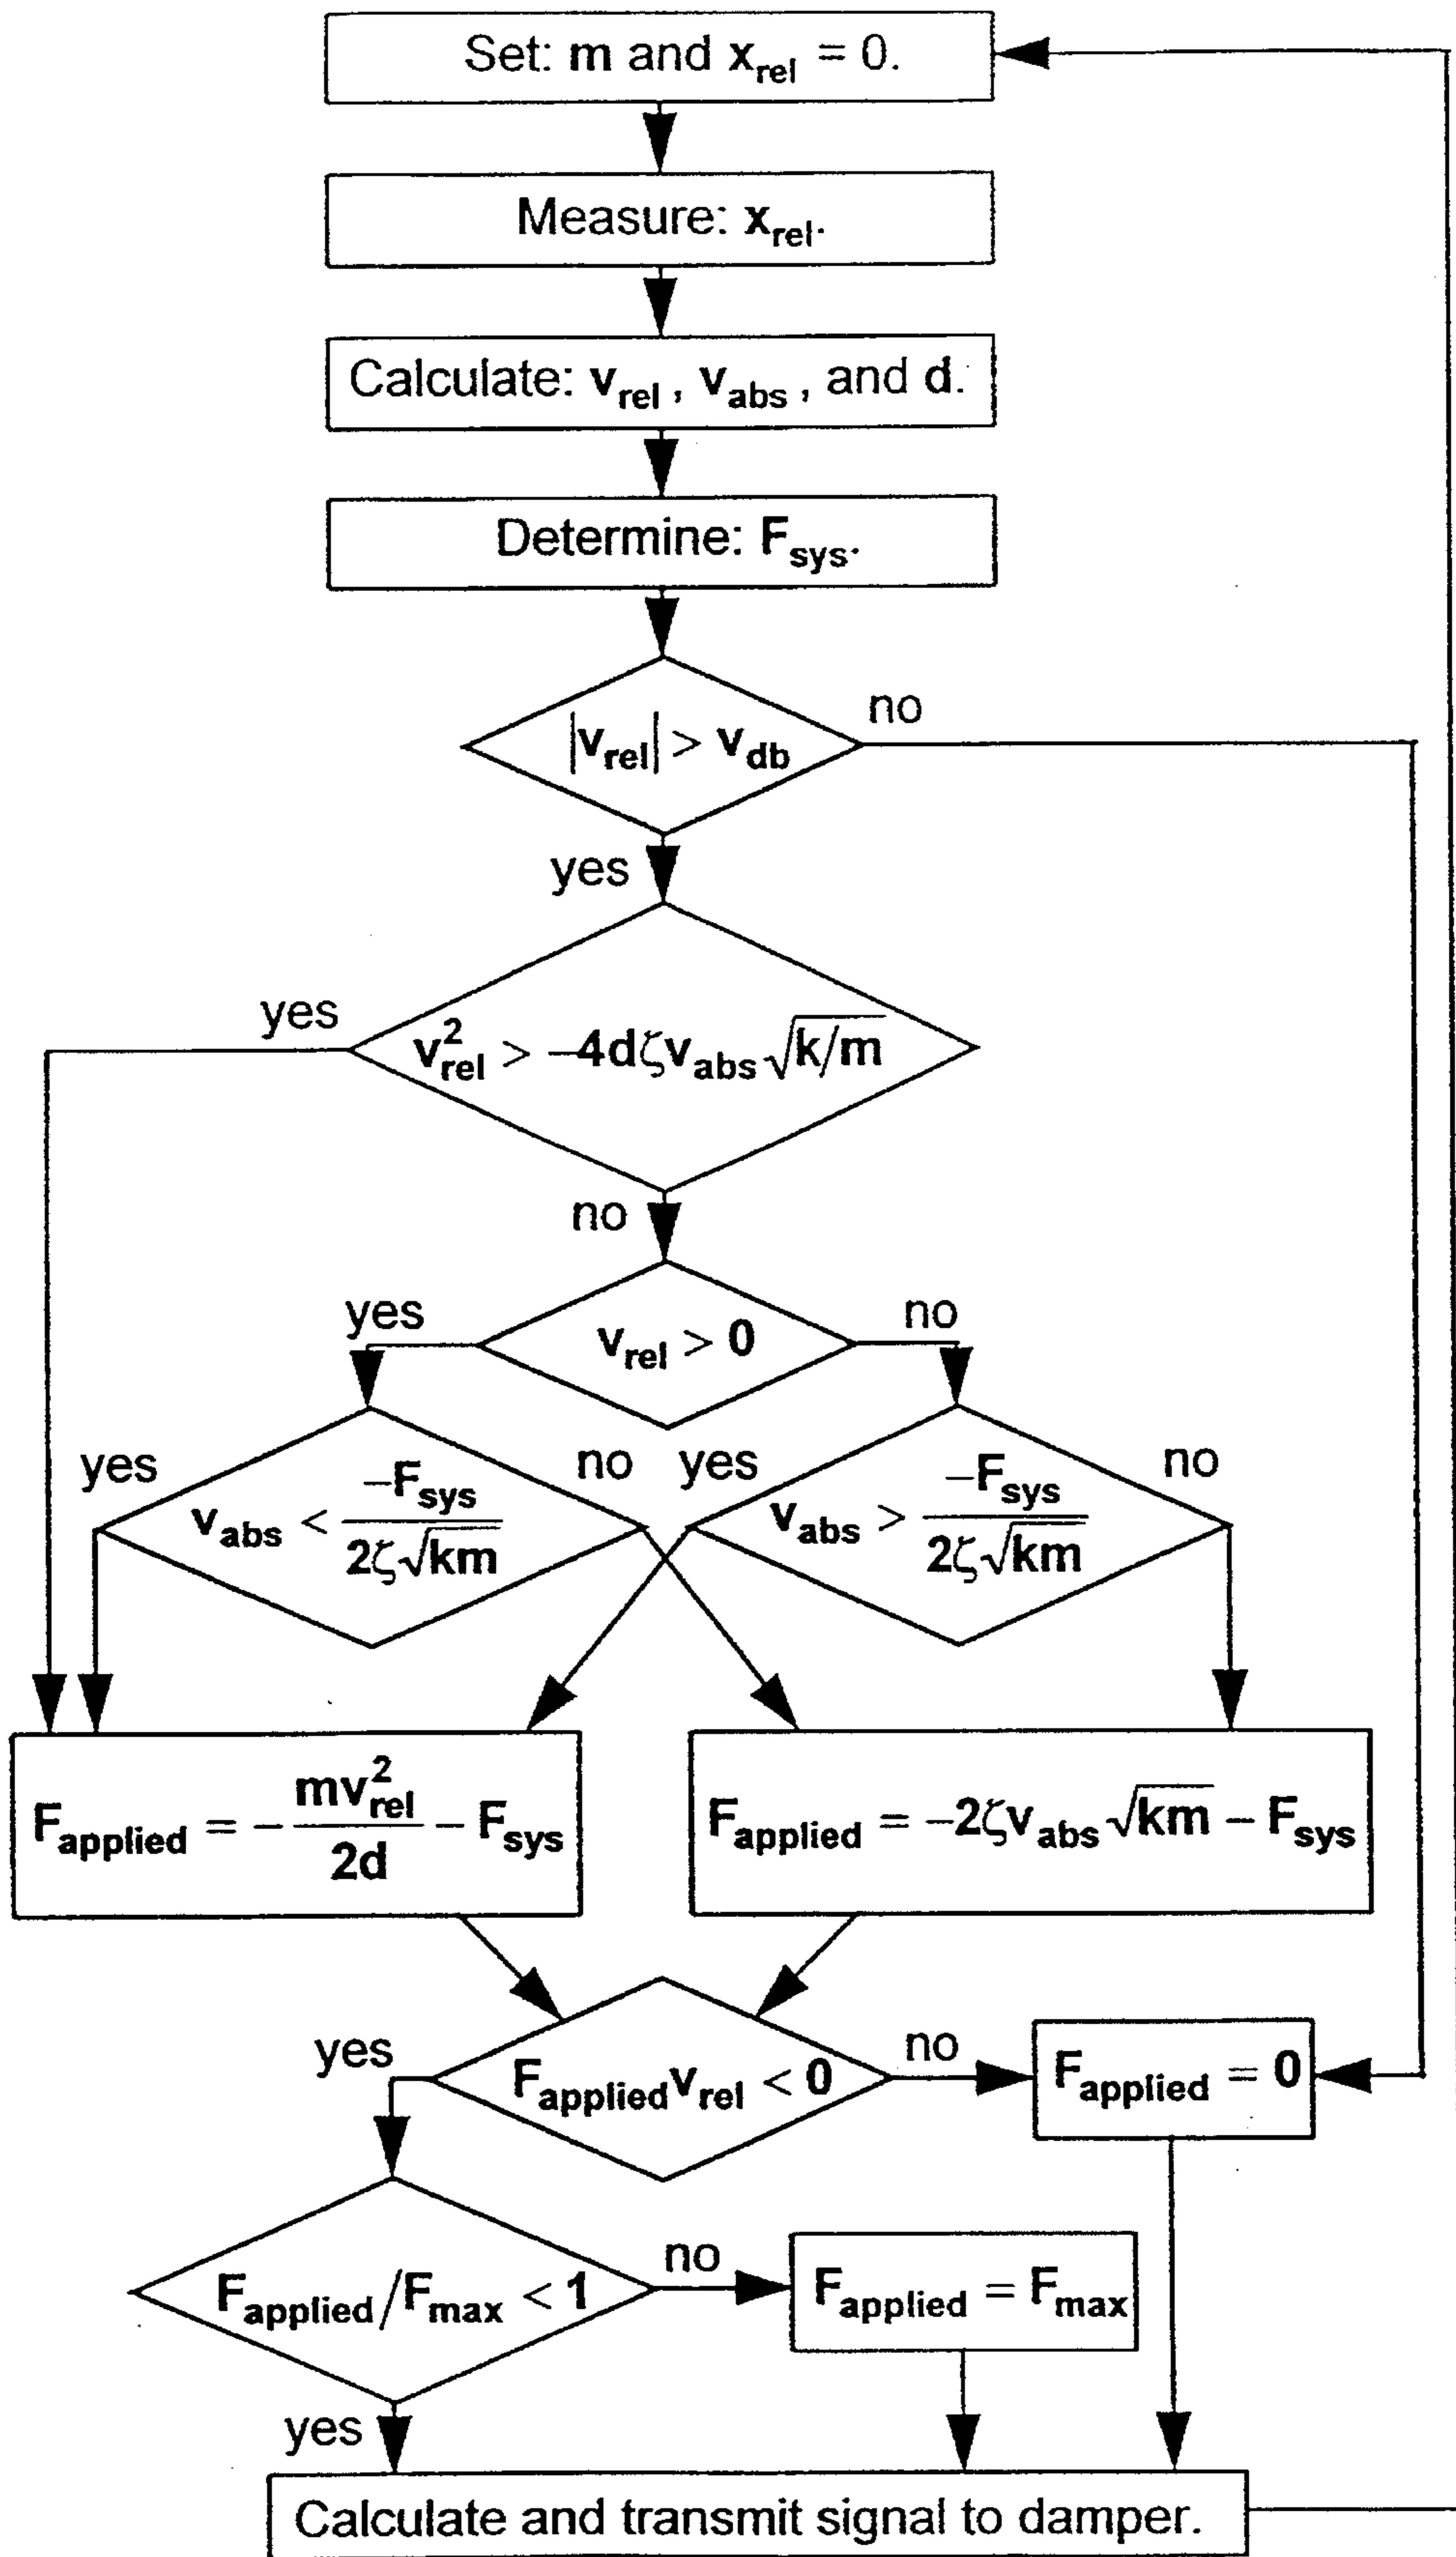 Set: m and x_rel = 0.
Measure: x_rel.
Calculate: v_rel , v_abs , and d.
Determine: F_sys.
|v_rel| > v_db
no
yes
v_rel^2 > –4dζv_abs√(k/m)
yes
no
v_rel > 0
yes
no
v_abs < –F_sys / 2ζ√(km)
yes
no
v_abs > –F_sys / 2ζ√(km)
yes
no
F_applied = – mv_rel^2 / 2d – F_sys
F_applied = –2ζv_abs√(km) – F_sys
F_applied v_rel < 0
yes
no
F_applied = 0
F_applied/F_max < 1
no
F_applied = F_max
yes
Calculate and transmit signal to damper.